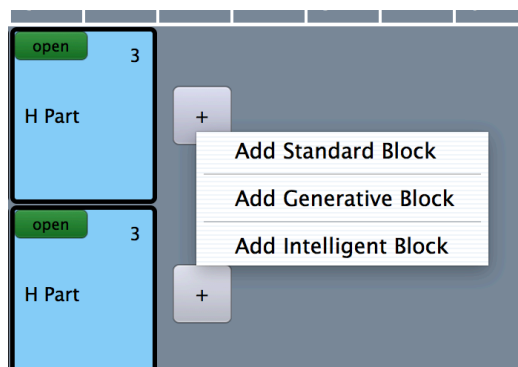 open
3
H Part
+
Add Standard Block
Add Generative Block
Add Intelligent Block
open
3
H Part
+